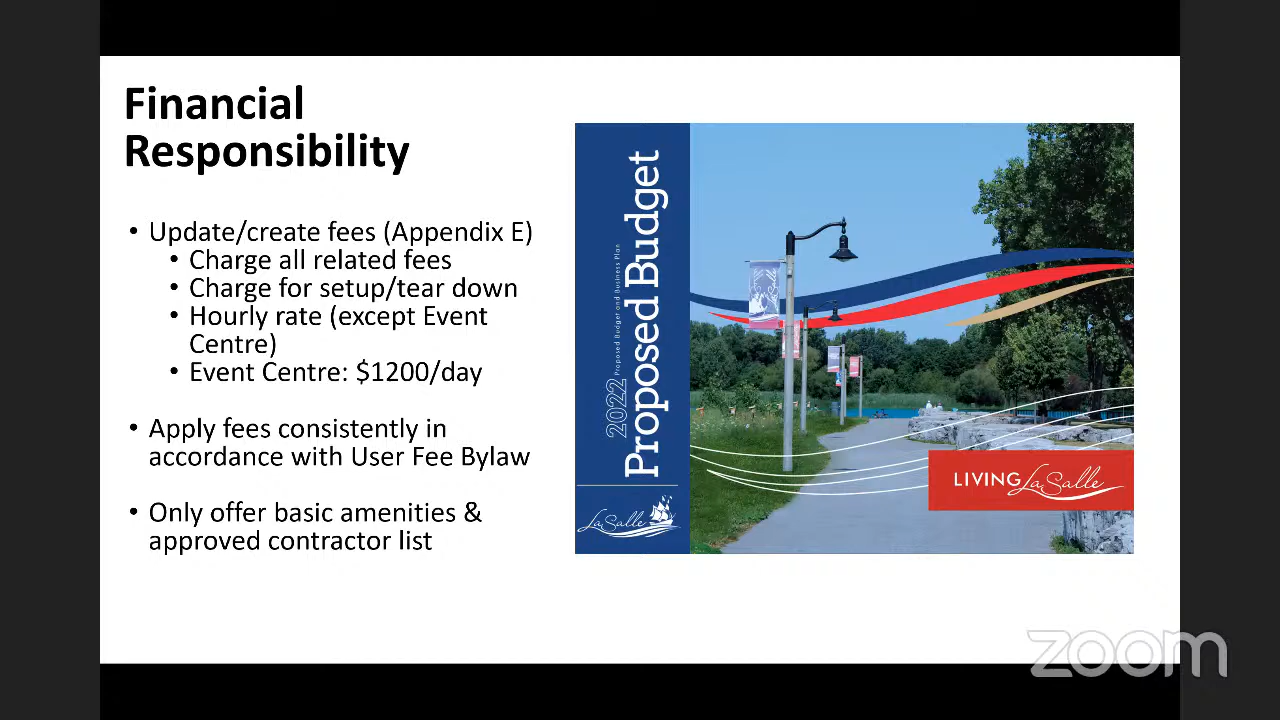 Financial
Responsibility
• Update/create fees (Appendix E)
• Charge all related fees
• Charge for setup/tear down
• Hourly rate (except Event
Centre)
• Event Centre: $1200/day
• Apply fees consistently in
accordance with User Fee Bylaw
• Only offer basic amenities &
approved contractor list
2022 Proposed Budget and Business Plan
Proposed Budget
LaSalle
LIVING LaSalle
zoom